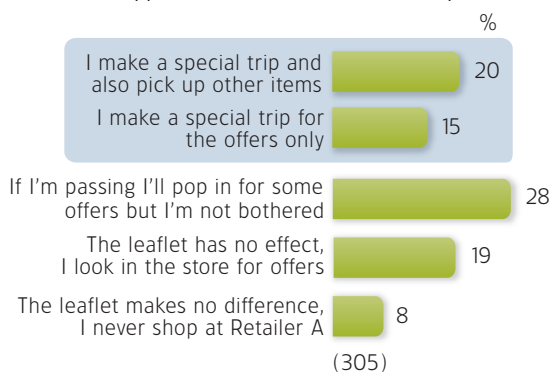 %
I make a special trip and
also pick up other items
20
I make a special trip for
the offers only
15
If I'm passing I'll pop in for some
offers but I'm not bothered
28
The leaflet has no effect,
I look in the store for offers
19
The leaflet makes no difference,
I never shop at Retailer A
8
(305)